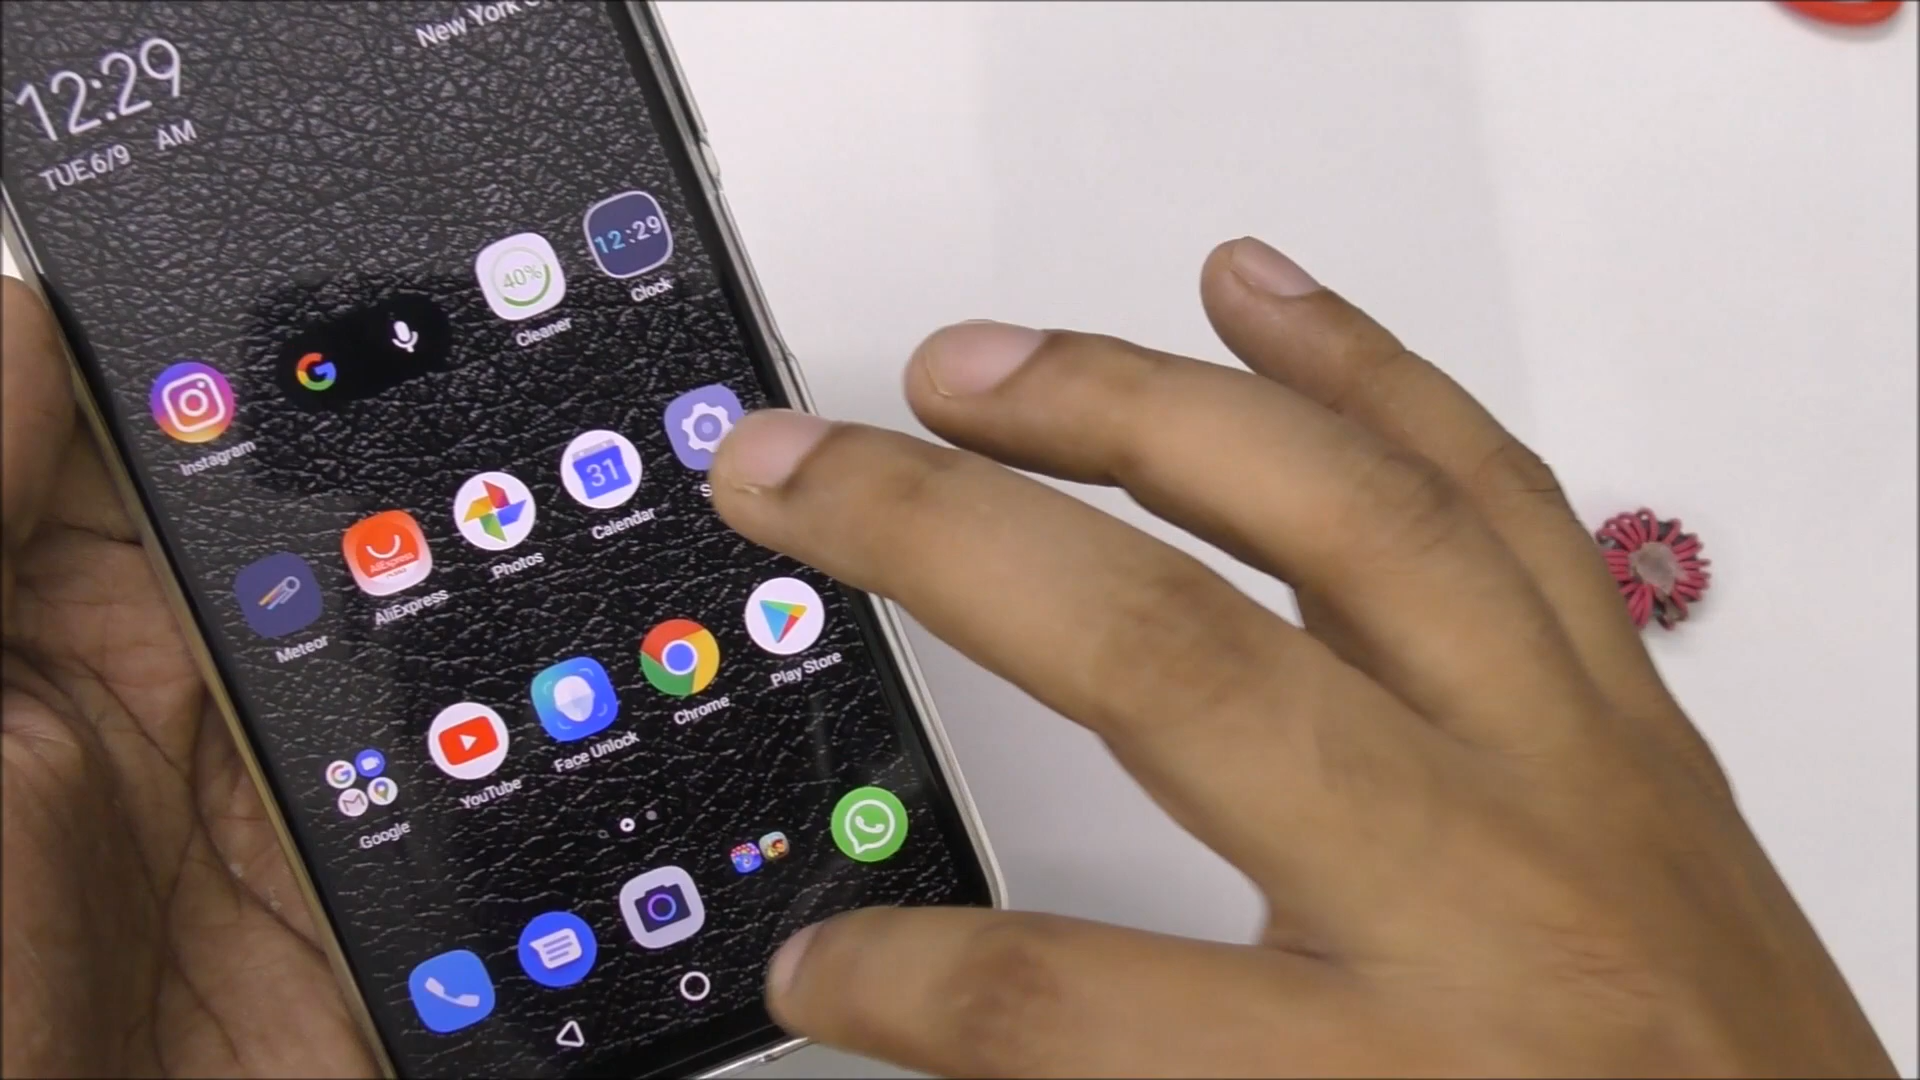 New York
12:29
TUE,6/9 AM
12:29
Clock
40%
Cleaner
Instagram
31
Calendar
Photos
AliExpress
AliExpress
Meteor
Play Store
Chrome
Face Unlock
YouTube
Google